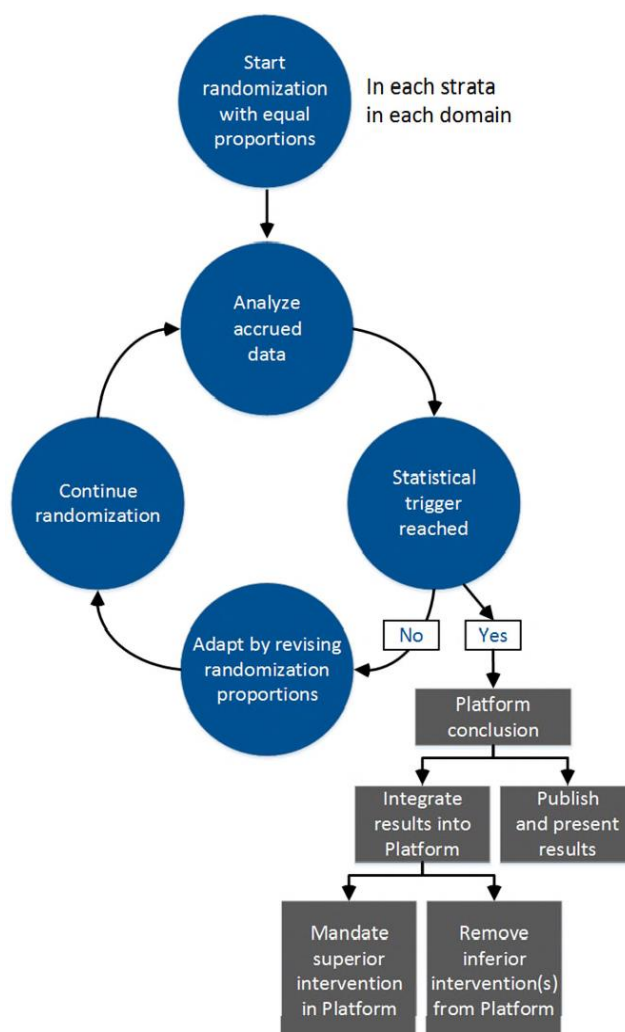 Start
randomization
with equal
proportions
In each strata
in each domain
Analyze
accrued
data
Continue
randomization
Statistical
trigger
reached
Adapt by revising
randomization
proportions
No
Yes
Platform
conclusion
Integrate
results into
Platform
Publish
and present
results
Mandate
superior
intervention
in Platform
Remove
inferior
intervention(s)
from Platform